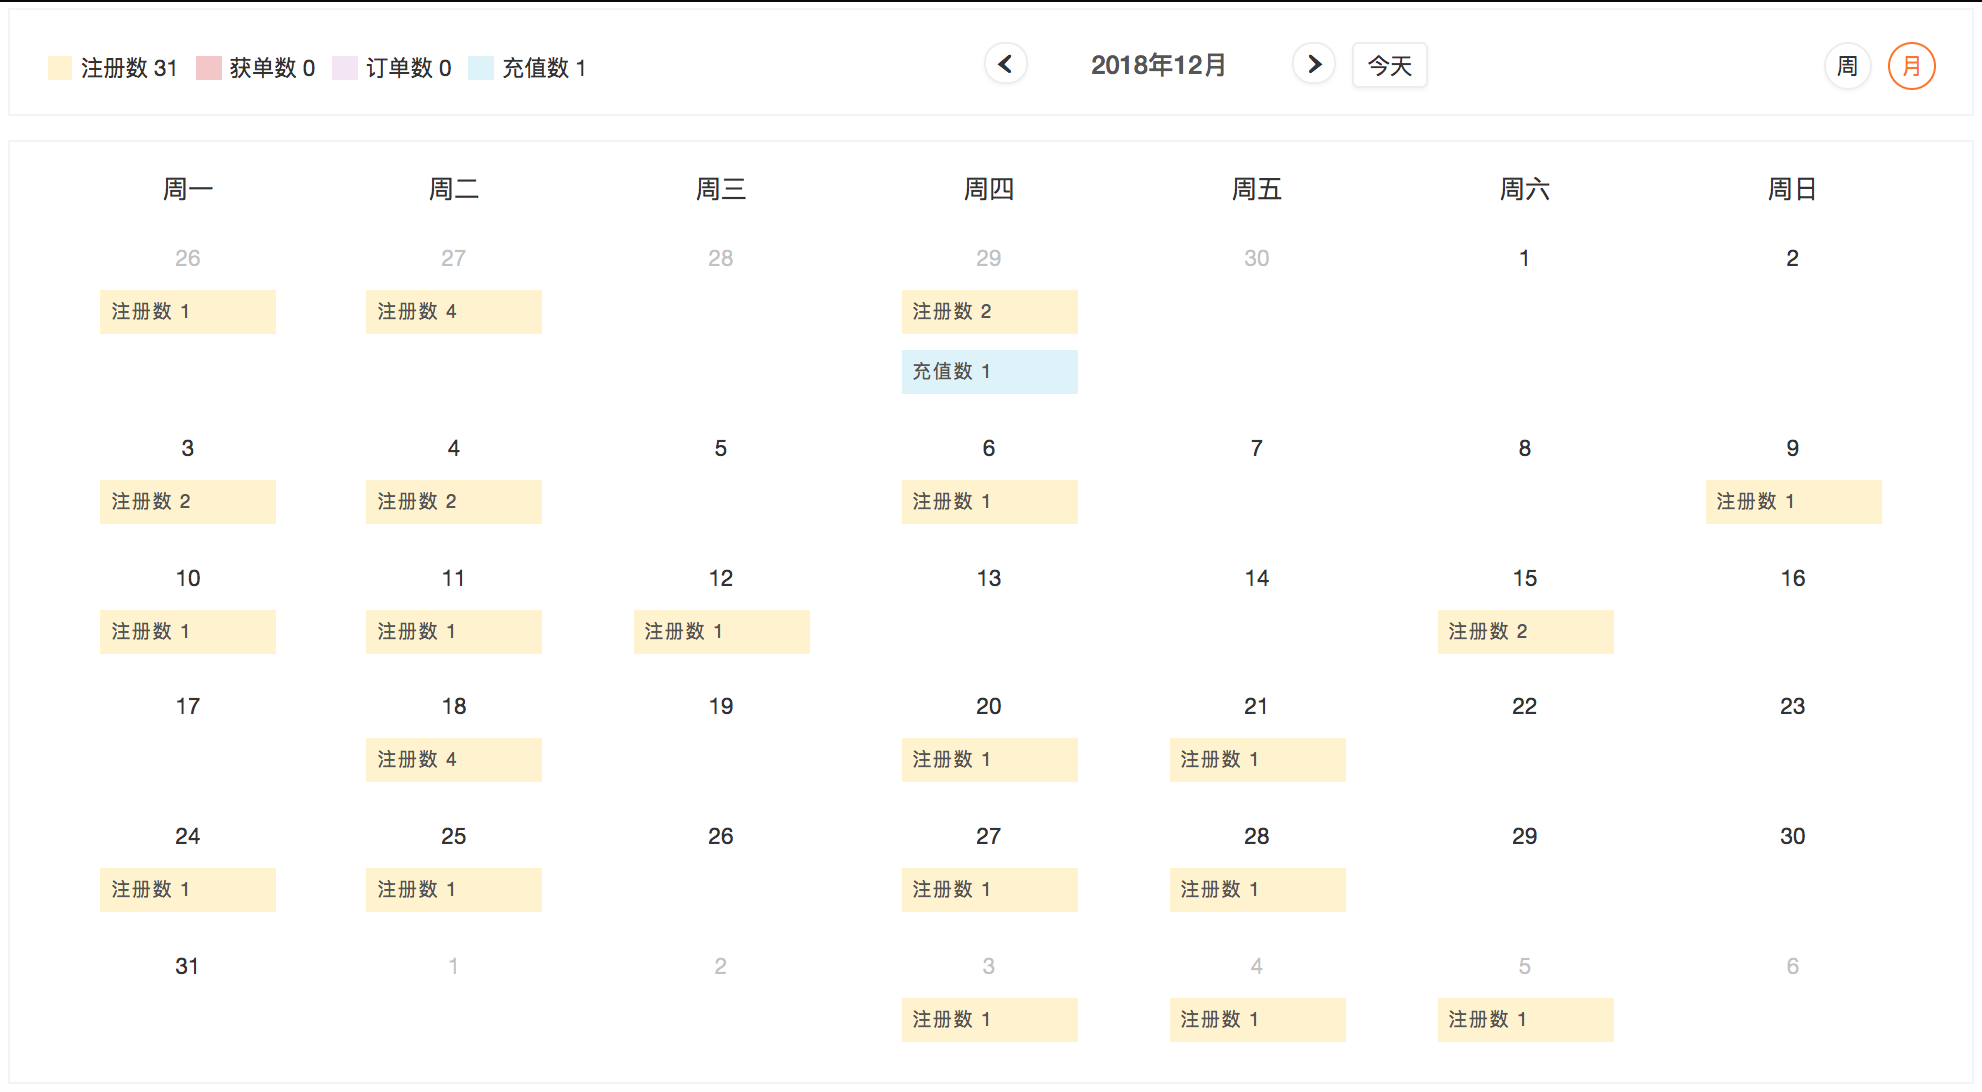 注册数 31 获单数 0 订单数 0 充值数 1 2018年12月 今天 周 月
周一 周二 周三 周四 周五 周六 周日
26 27 28 29 30 1 2
注册数 1 注册数 4 注册数 2
充值数 1
3 4 5 6 7 8 9
注册数 2 注册数 2 注册数 1 注册数 1
10 11 12 13 14 15 16
注册数 1 注册数 1 注册数 1 注册数 2
17 18 19 20 21 22 23
注册数 4 注册数 1 注册数 1
24 25 26 27 28 29 30
注册数 1 注册数 1 注册数 1 注册数 1
31 1 2 3 4 5 6
注册数 1 注册数 1 注册数 1